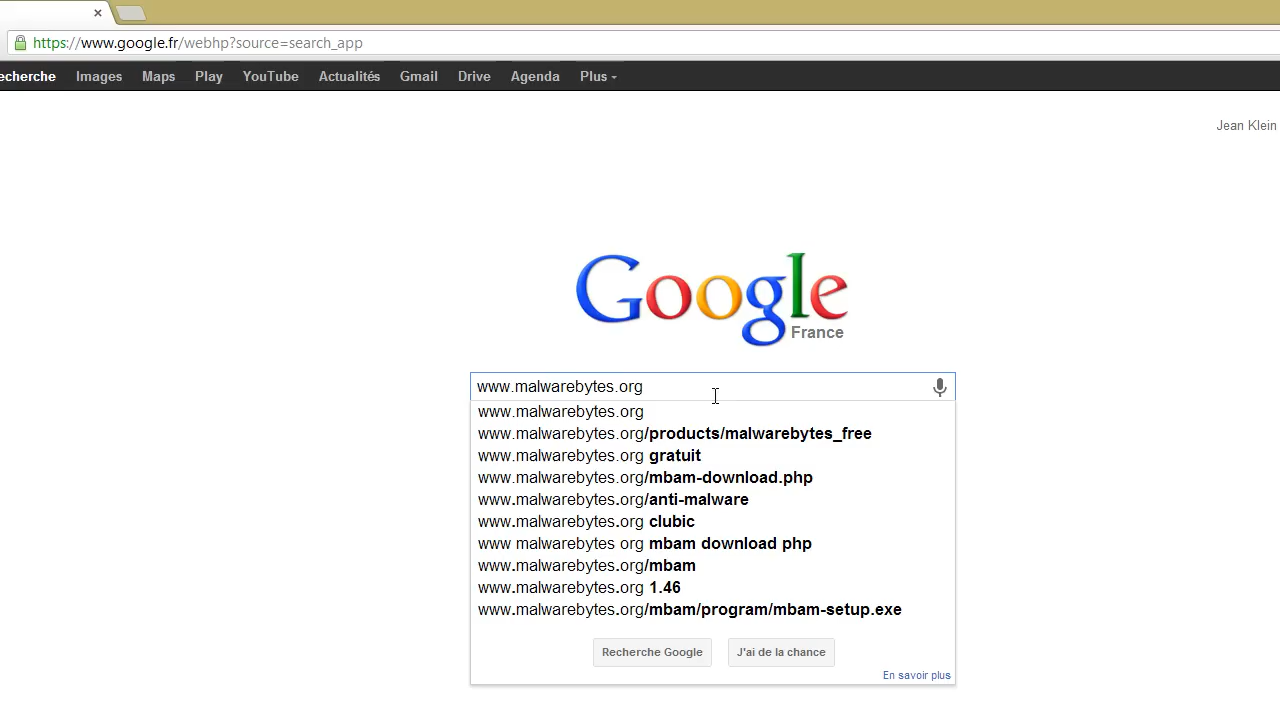 https://www.google.fr/webhp?source=search_app
echerche Images Maps Play YouTube Actualités Gmail Drive Agenda Plus
Jean Klein
Google
France
www.malwarebytes.org
www.malwarebytes.org
www.malwarebytes.org/products/malwarebytes_free
www.malwarebytes.org gratuit
www.malwarebytes.org/mbam-download.php
www.malwarebytes.org/anti-malware
www.malwarebytes.org clubic
www malwarebytes org mbam download php
www.malwarebytes.org/mbam
www.malwarebytes.org 1.46
www.malwarebytes.org/mbam/program/mbam-setup.exe
Recherche Google J'ai de la chance
En savoir plus